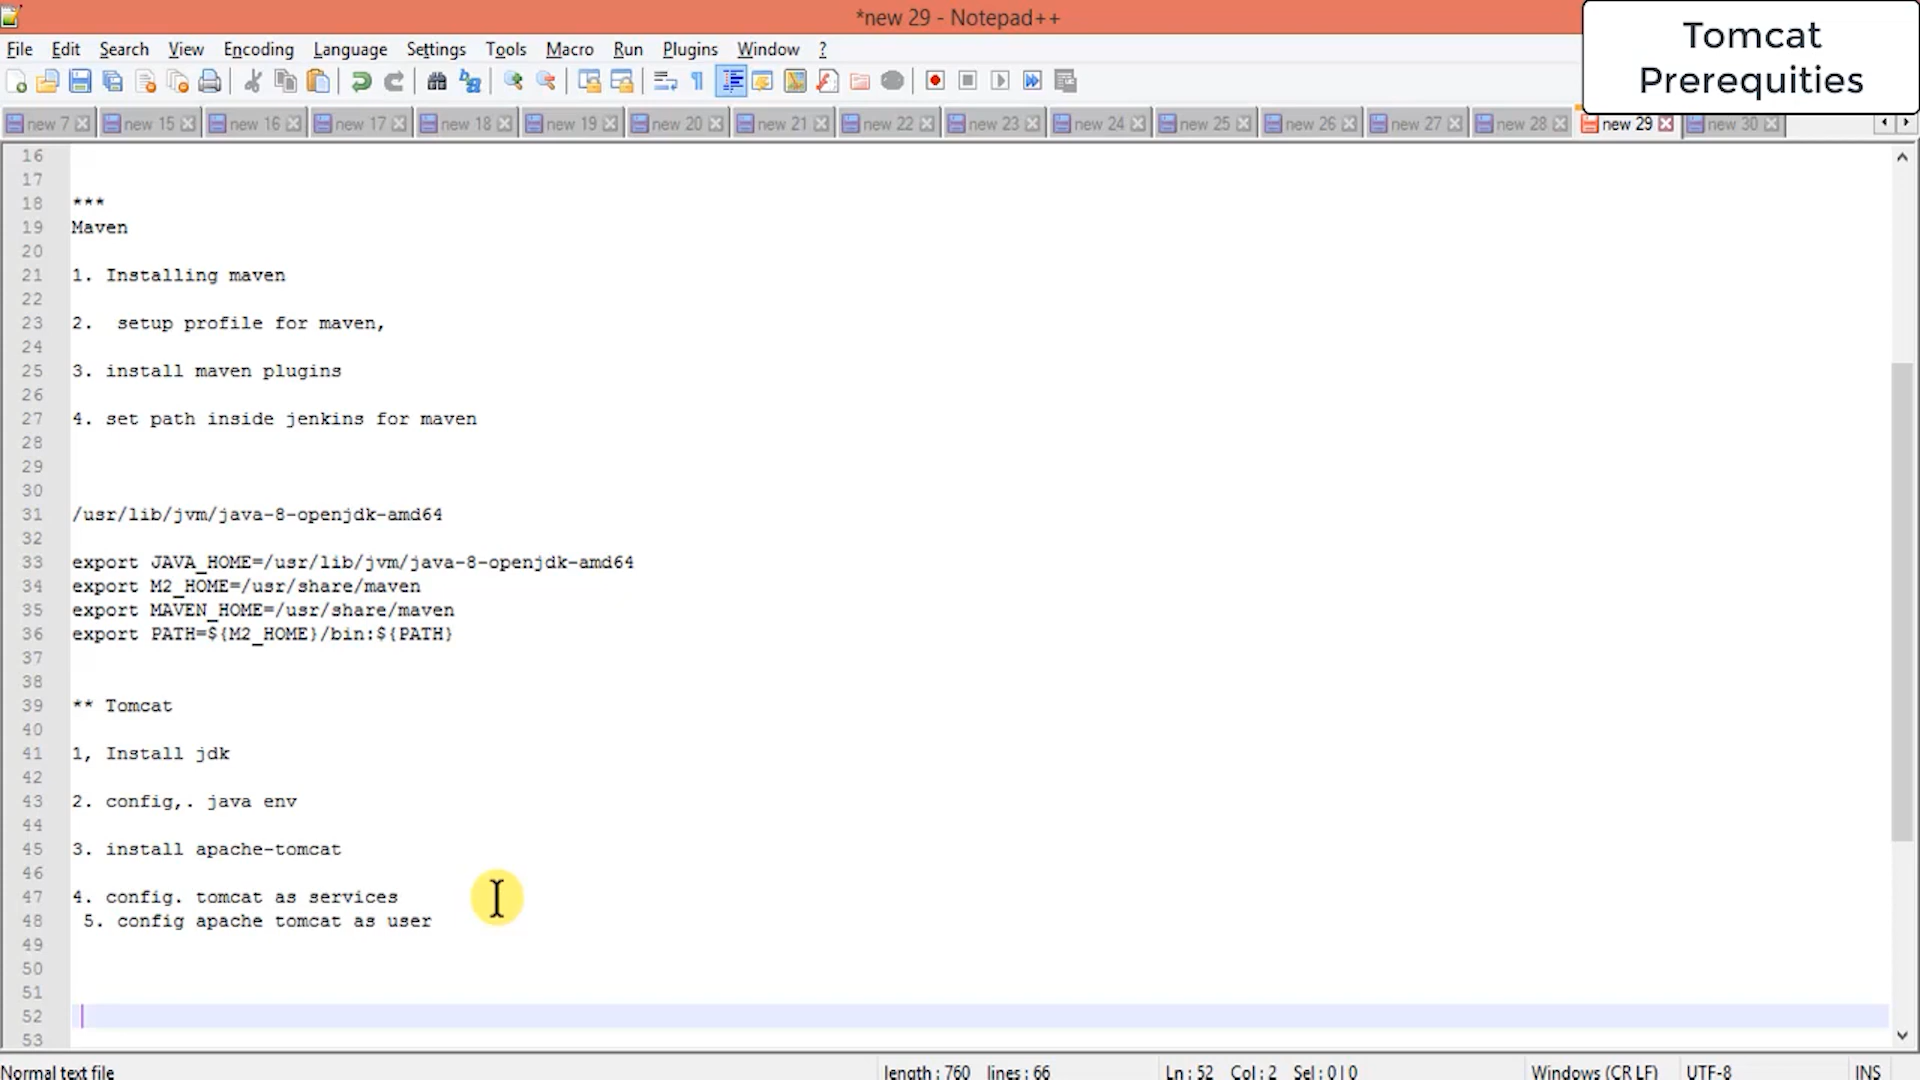 *new 29 - Notepad++
Tomcat
Prerequities
File Edit Search View Encoding Language Settings Tools Macro Run Plugins Window ?
new 7 new 15 new 16 new 17 new 18 new 19 new 20 new 21 new 22 new 23 new 24 new 25 new 26 new 27 new 28 new 29 new 30
16
17
18 ***
19 Maven
20
21 1. Installing maven
22
23 2.  setup profile for maven,
24
25 3. install maven plugins
26
27 4. set path inside jenkins for maven
28
29
30
31 /usr/lib/jvm/java-8-openjdk-amd64
32
33 export JAVA_HOME=/usr/lib/jvm/java-8-openjdk-amd64
34 export M2_HOME=/usr/share/maven
35 export MAVEN_HOME=/usr/share/maven
36 export PATH=${M2_HOME}/bin:${PATH}
37
38
39 ** Tomcat
40
41 1, Install jdk
42
43 2. config,. java env
44
45 3. install apache-tomcat
46
47 4. config. tomcat as services
48  5. config apache tomcat as user
49
50
51
52
53
Normal text file length : 760 lines : 66 Ln : 52 Col : 2 Sel : 0 | 0 Windows (CR LF) UTF-8 INS